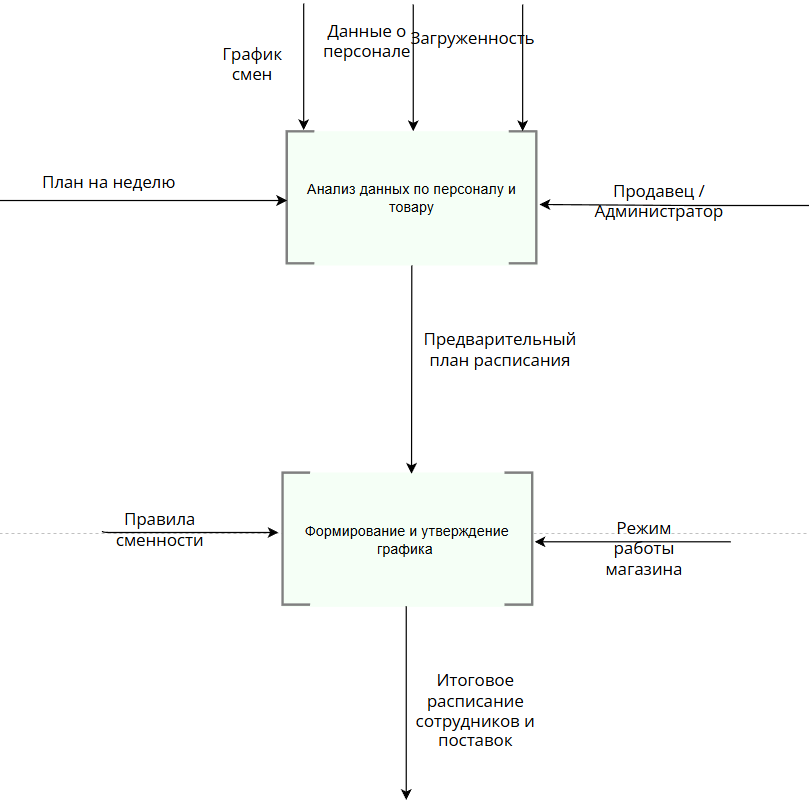 График
смен
Данные о
персонале
Загруженность
План на неделю
Анализ данных по персоналу и
товару
Продавец /
Администратор
Предварительный
план расписания
Правила
сменности
Формирование и утверждение
графика
Режим
работы
магазина
Итоговое
расписание
сотрудников и
поставок